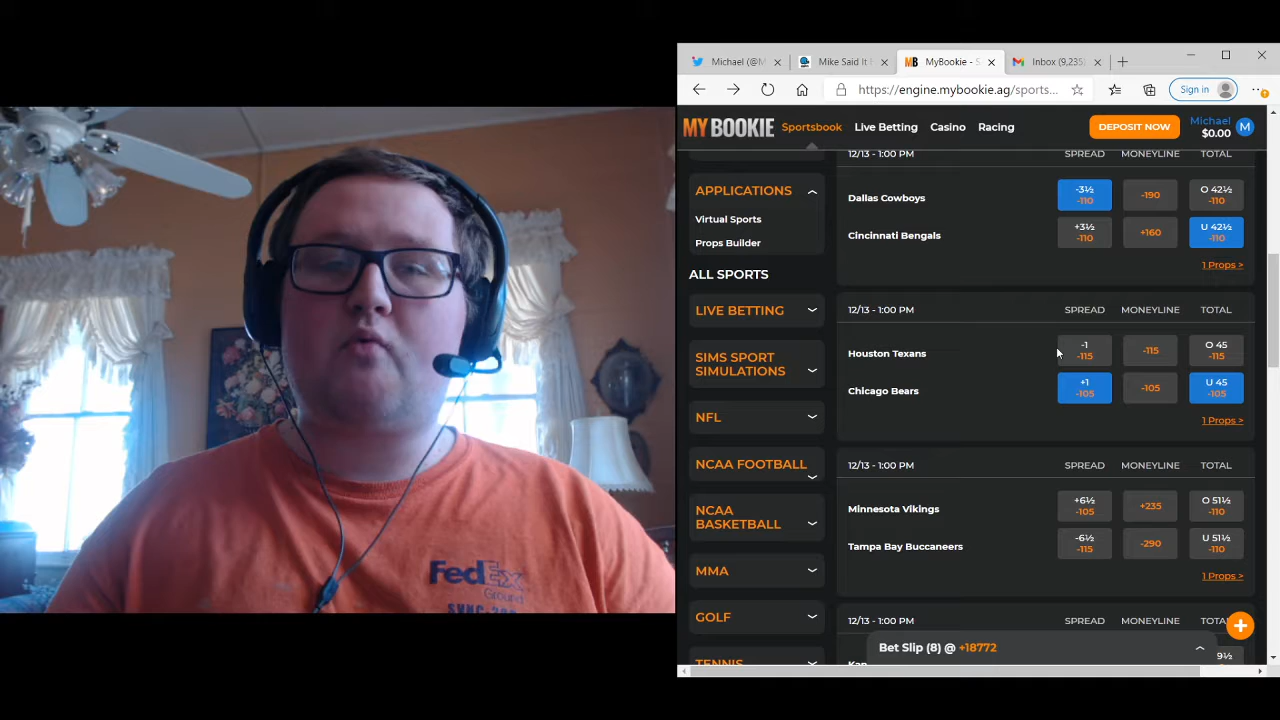 Michael (@M
Mike Said It
MyBookie - S
Inbox (9,235
https://engine.mybookie.ag/sports...
Sign in
MYBOOKIE
Sportsbook
Live Betting
Casino
Racing
DEPOSIT NOW
Michael
$0.00
M
APPLICATIONS
Virtual Sports
Props Builder
ALL SPORTS
LIVE BETTING
SIMS SPORT
SIMULATIONS
NFL
NCAA FOOTBALL
NCAA
BASKETBALL
MMA
GOLF
TENNIS
12/13 - 1:00 PM SPREAD MONEYLINE TOTAL
Dallas Cowboys -3½ -110 -190 O 42½ -110
Cincinnati Bengals +3½ -110 +160 U 42½ -110
1 Props >
12/13 - 1:00 PM SPREAD MONEYLINE TOTAL
Houston Texans -1 -115 -115 O 45 -115
Chicago Bears +1 -105 -105 U 45 -105
1 Props >
12/13 - 1:00 PM SPREAD MONEYLINE TOTAL
Minnesota Vikings +6½ -105 +235 O 51½ -110
Tampa Bay Buccaneers -6½ -115 -290 U 51½ -110
1 Props >
12/13 - 1:00 PM SPREAD MONEYLINE TOTA
Bet Slip (8) @ +18772
Kan
9½
FedEx
Ground